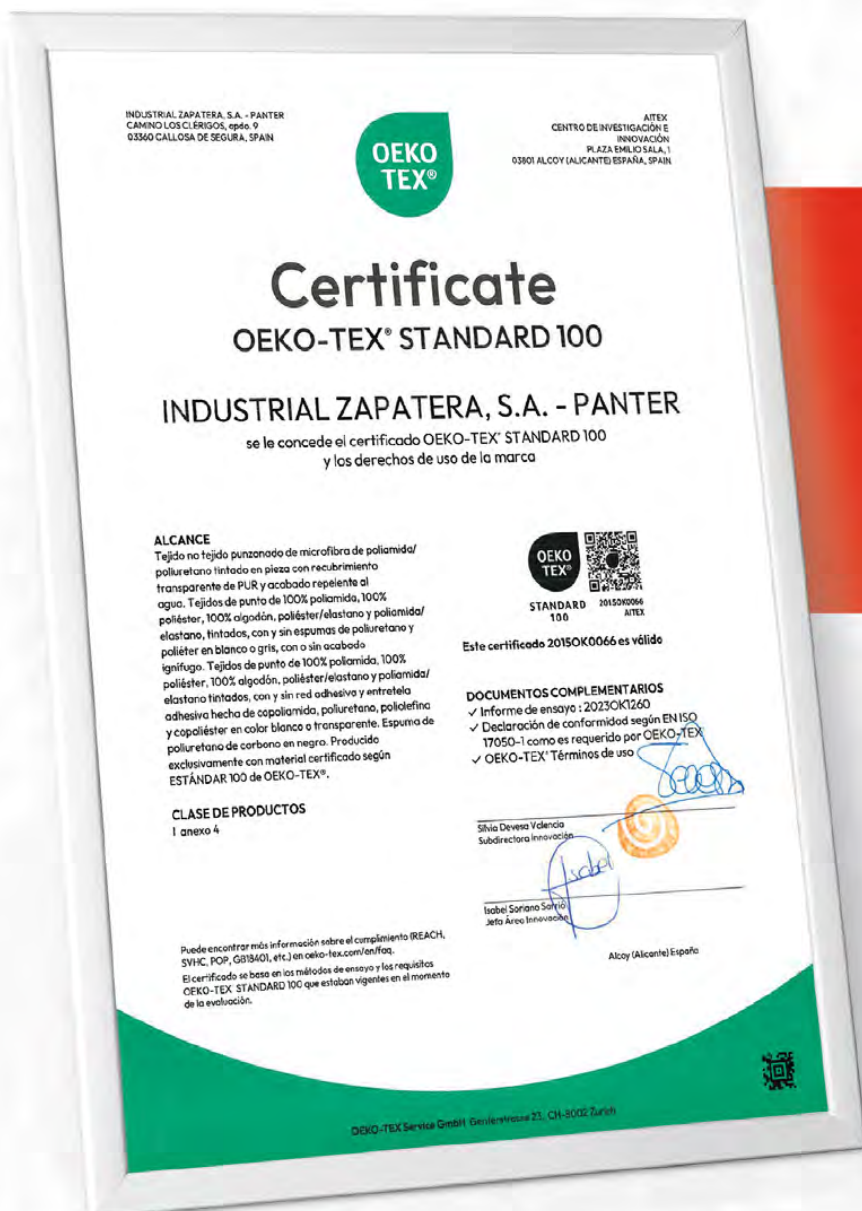 INDUSTRIAL ZAPATERA, S.A. - PANTER
CAMINO LOS CLÉRIGOS, apdo. 9
03360 CALLOSA DE SEGURA, SPAIN
OEKO
TEX®
AITEX
CENTRO DE INVESTIGACIÓN E
INNOVACIÓN
PLAZA EMILIO SALA, 1
03801 ALCOY (ALICANTE) ESPAÑA, SPAIN
Certificate
OEKO-TEX® STANDARD 100
INDUSTRIAL ZAPATERA, S.A. - PANTER
se le concede el certificado OEKO-TEX® STANDARD 100
y los derechos de uso de la marca
ALCANCE
Tejido no tejido punzonado de microfibra de poliamida/
poliuretano tintado en pieza con recubrimiento
transparente de PUR y acabado repelente al
agua. Tejidos de punto de 100% poliamida, 100%
poliéster, 100% algodón, poliéster/elastano y poliamida/
elastano, tintados, con y sin espumas de poliuretano y
poliéter en blanco o gris, con o sin acabado
ignífugo. Tejidos de punto de 100% poliamida, 100%
poliéster, 100% algodón, poliéster/elastano y poliamida/
elastano tintados, con y sin red adhesiva y entretela
adhesiva hecha de copoliamida, poliuretano, poliolefina
y copoliéster en color blanco o transparente. Espuma de
poliuretano de carbono en negro. Producido
exclusivamente con material certificado según
ESTÁNDAR 100 de OEKO-TEX®.
CLASE DE PRODUCTOS
1 anexo 4
OEKO
TEX®
STANDARD
100
2015OK0066
AITEX
Este certificado 2015OK0066 es válido
DOCUMENTOS COMPLEMENTARIOS
✓ Informe de ensayo : 2023OK1260
✓ Declaración de conformidad según EN ISO
17050-1 como es requerido por OEKO-TEX
✓ OEKO-TEX® Términos de uso
Silvia Devesa Valencia
Subdirectora Innovación
Isabel
Isabel Soriano Sarrió
Jefa Área Innovación
Alcoy (Alicante) España
Puede encontrar más información sobre el cumplimiento (REACH,
SVHC, POP, GB18401, etc.) en oeko-tex.com/en/faq.
El certificado se basa en los métodos de ensayo y los requisitos
OEKO-TEX STANDARD 100 que estaban vigentes en el momento
de la evaluación.
OEKO-TEX Service GmbH Genferstrasse 23, CH-8002 Zurich